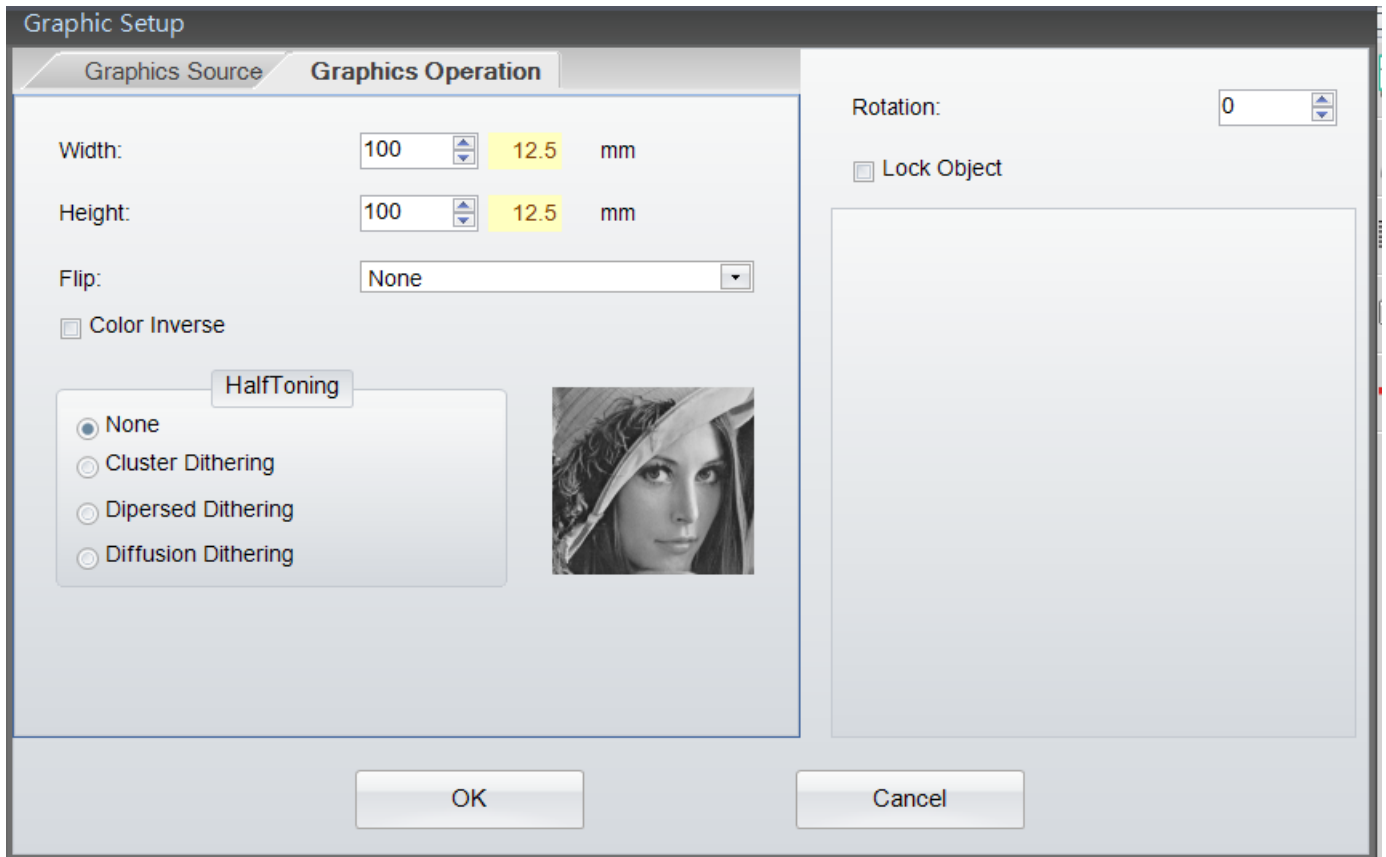 Graphic Setup
Graphics Source Graphics Operation
Width: 100 12.5 mm
Height: 100 12.5 mm
Flip: None
Color Inverse
HalfToning
None
Cluster Dithering
Dipersed Dithering
Diffusion Dithering
Rotation: 0
Lock Object
OK Cancel